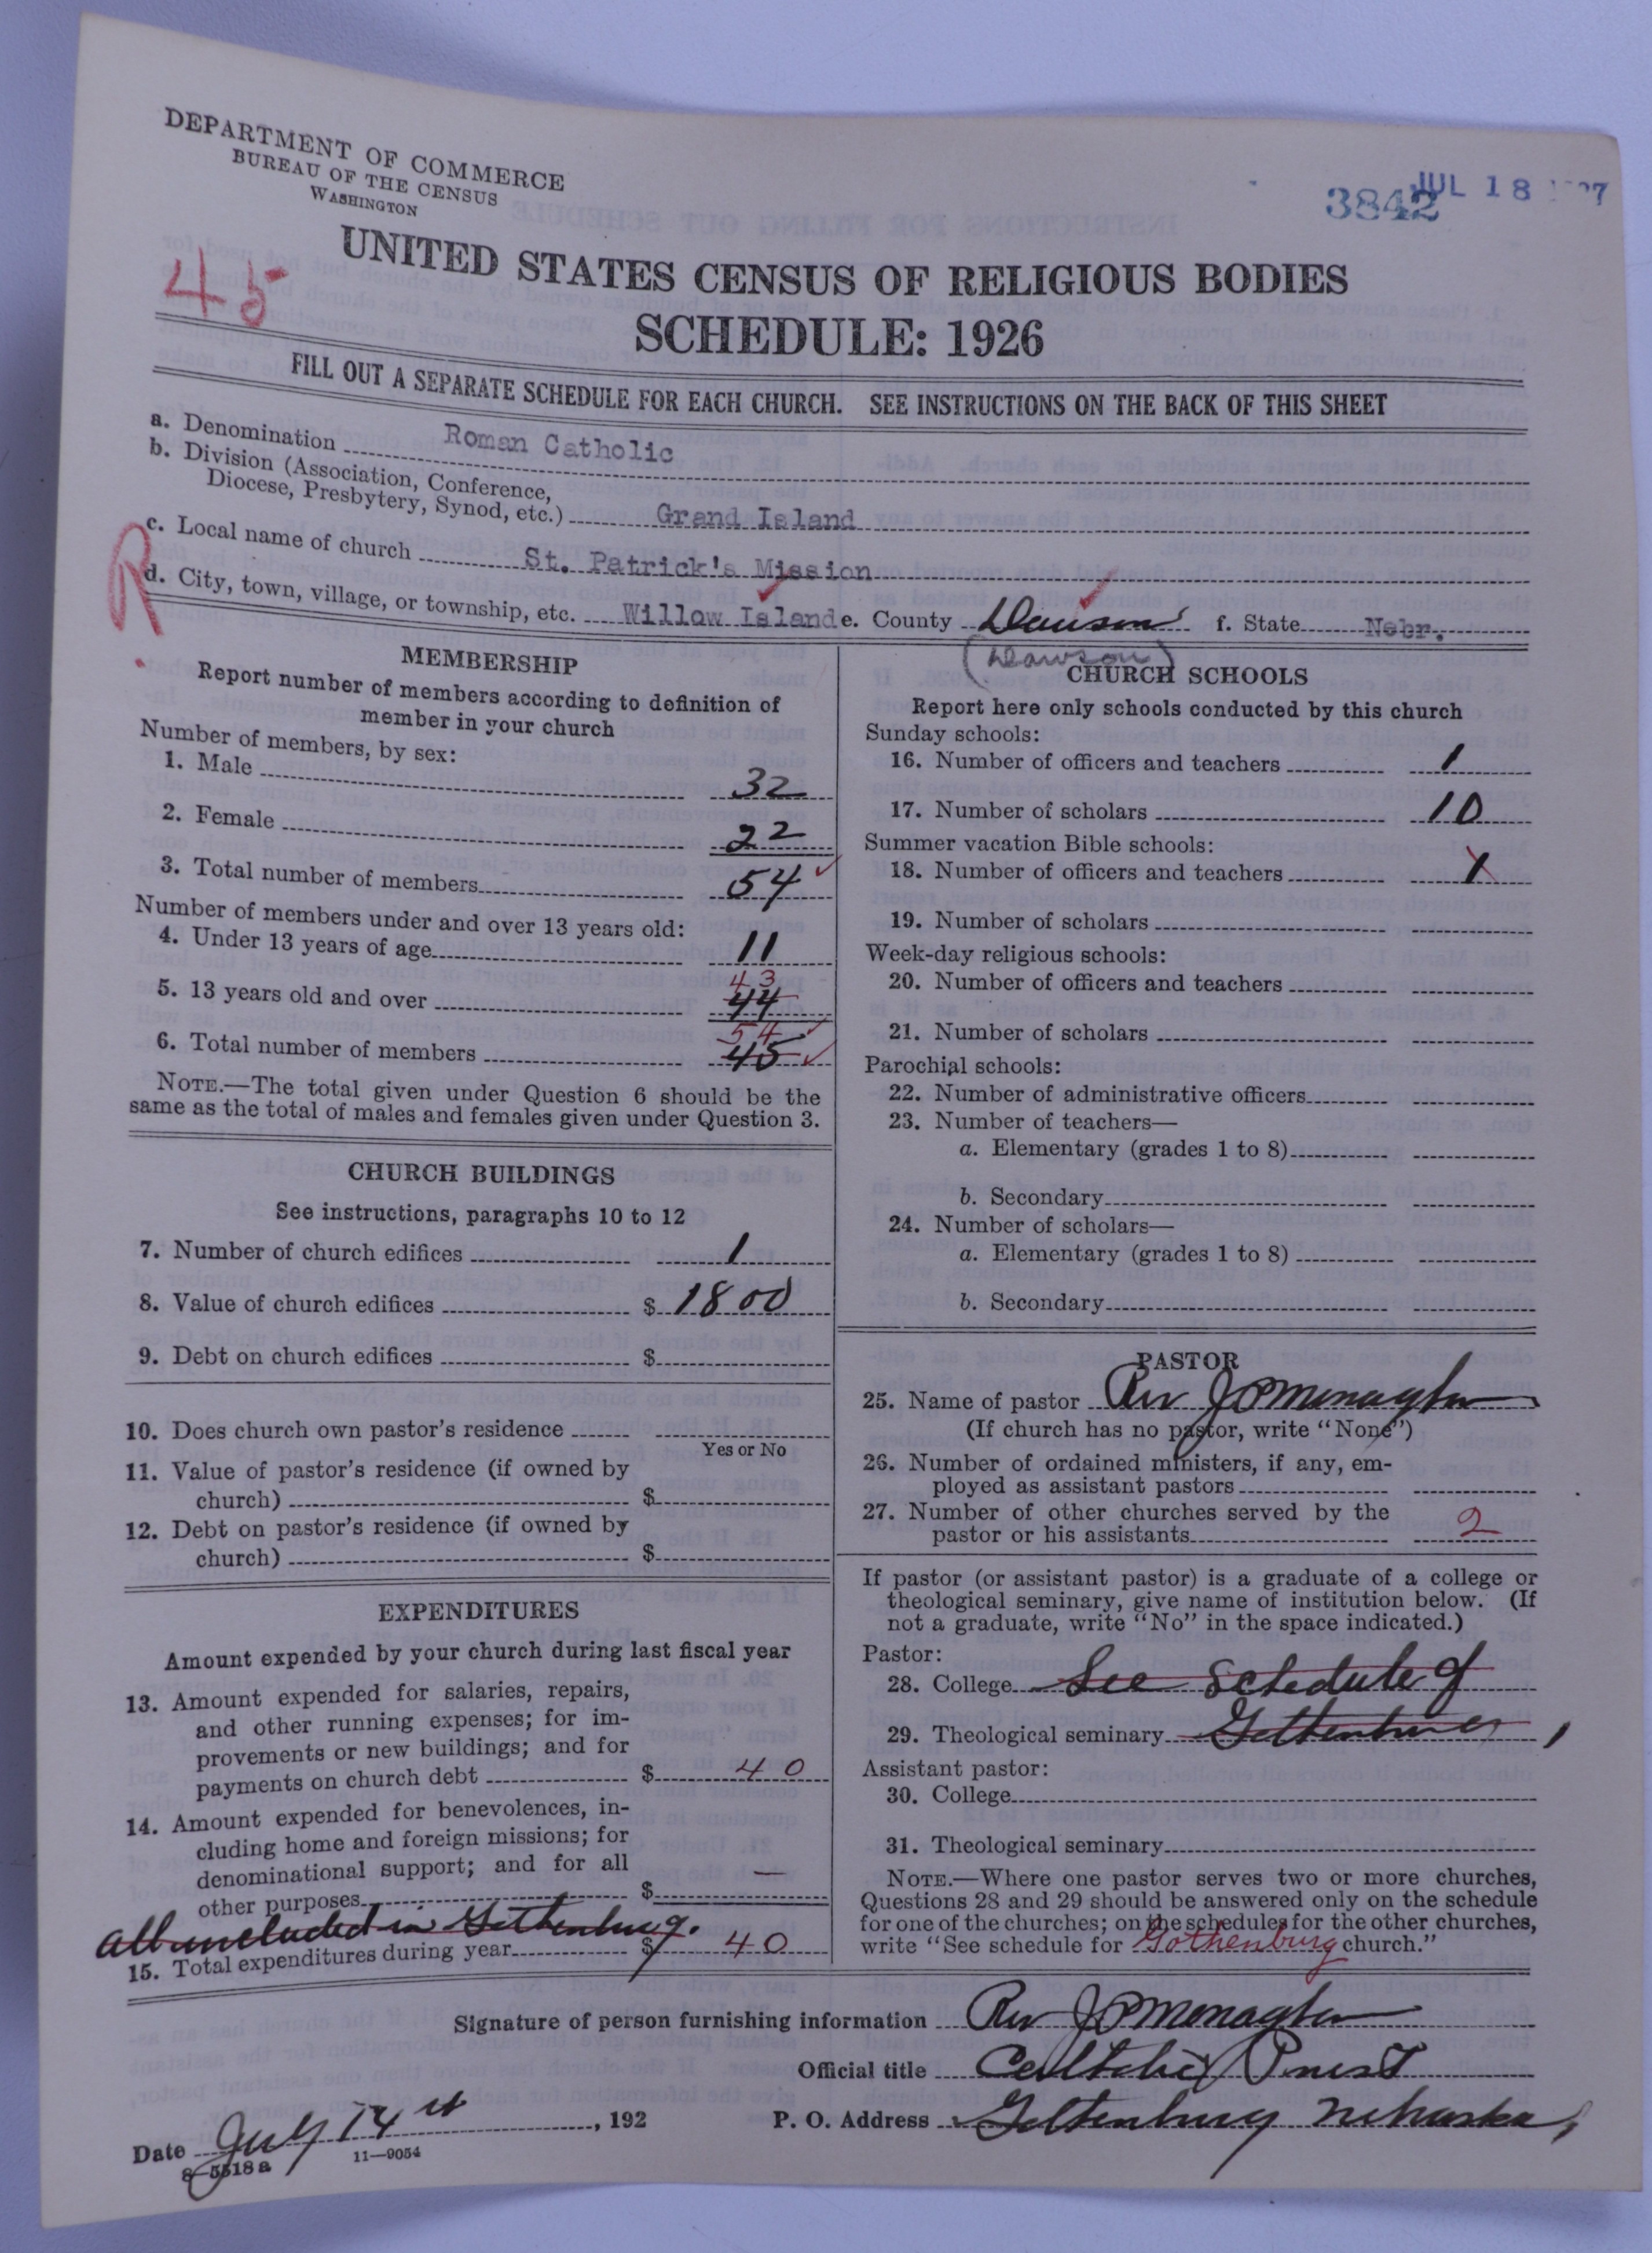 DEPARTMENT OF COMMERCE
BUREAU OF THE CENSUS
WASHINGTON
3842
JUL 18
45
UNITED STATES CENSUS OF RELIGIOUS BODIES
SCHEDULE: 1926
FILL OUT A SEPARATE SCHEDULE FOR EACH CHURCH. SEE INSTRUCTIONS ON THE BACK OF THIS SHEET
a. Denomination Roman Catholic
b. Division (Association, Conference,
Diocese, Presbytery, Synod, etc.) Grand Island
c. Local name of church St. Patrick's Mission
R
d. City, town, village, or township, etc. Willow Island e. County Dawson f. State Nebr.
(Dawson)
MEMBERSHIP
Report number of members according to definition of
member in your church
Number of members, by sex:
1. Male 32
2. Female 22
3. Total number of members 54
Number of members under and over 13 years old:
4. Under 13 years of age 11
43
5. 13 years old and over 44
54
6. Total number of members 45
NOTE.—The total given under Question 6 should be the
same as the total of males and females given under Question 3.
CHURCH BUILDINGS
See instructions, paragraphs 10 to 12
7. Number of church edifices 1
8. Value of church edifices $ 1800
9. Debt on church edifices $
10. Does church own pastor's residence
Yes or No
11. Value of pastor's residence (if owned by
church) $
12. Debt on pastor's residence (if owned by
church) $
EXPENDITURES
Amount expended by your church during last fiscal year
13. Amount expended for salaries, repairs,
and other running expenses; for im-
provements or new buildings; and for
payments on church debt $ 40
14. Amount expended for benevolences, in-
cluding home and foreign missions; for
denominational support; and for all
other purposes $ —
all included in Gothenburg.
15. Total expenditures during year $ 40
CHURCH SCHOOLS
Report here only schools conducted by this church
Sunday schools:
16. Number of officers and teachers 1
17. Number of scholars 10
Summer vacation Bible schools:
18. Number of officers and teachers 1
19. Number of scholars
Week-day religious schools:
20. Number of officers and teachers
21. Number of scholars
Parochial schools:
22. Number of administrative officers
23. Number of teachers—
a. Elementary (grades 1 to 8)
b. Secondary
24. Number of scholars—
a. Elementary (grades 1 to 8)
b. Secondary
PASTOR
25. Name of pastor Rev J P Monaghan
(If church has no pastor, write "None")
26. Number of ordained ministers, if any, em-
ployed as assistant pastors
27. Number of other churches served by the
pastor or his assistants 2
If pastor (or assistant pastor) is a graduate of a college or
theological seminary, give name of institution below. (If
not a graduate, write "No" in the space indicated.)
Pastor:
28. College See schedule of
29. Theological seminary Gothenburg,
Assistant pastor:
30. College
31. Theological seminary
NOTE.—Where one pastor serves two or more churches,
Questions 28 and 29 should be answered only on the schedule
for one of the churches; on the schedules for the other churches,
write "See schedule for Gothenburg church."
Signature of person furnishing information Rev J P Monaghan
Official title Catholic Priest
Date July 14th, 192 P. O. Address Gothenburg Nebraska,
8-5518 a 11—9054